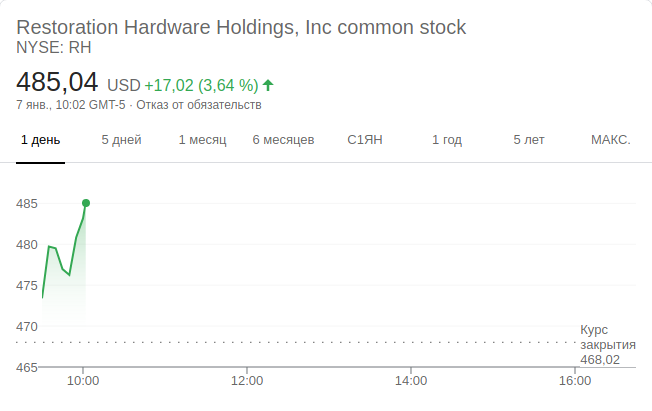 Restoration Hardware Holdings, Inc common stock
NYSE: RH
485,04 USD +17,02 (3,64 %)
7 янв., 10:02 GMT-5 · Отказ от обязательств
1 день 5 дней 1 месяц 6 месяцев С1ЯН 1 год 5 лет МАКС.
485
480
475
470
Курс
закрытия
468,02
465
10:00 12:00 14:00 16:00